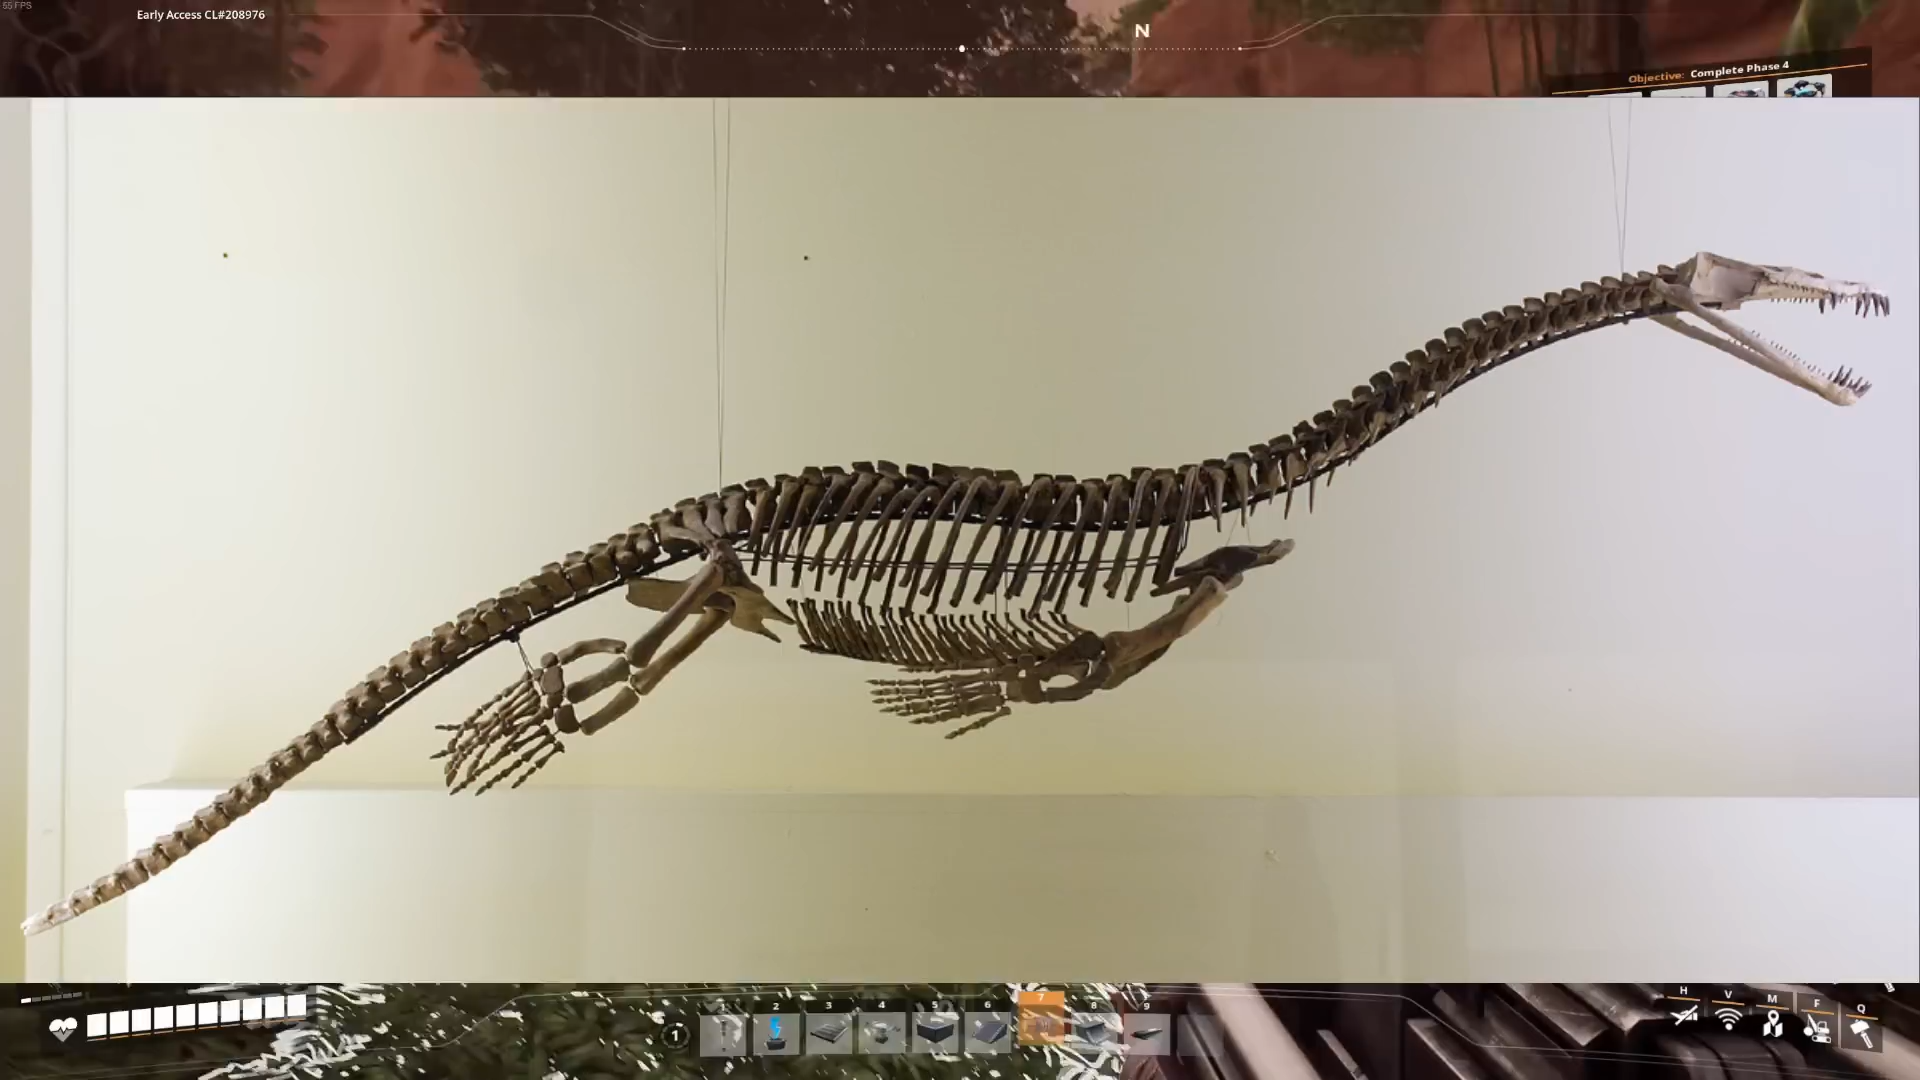 55 FPS
Early Access CL#208976
N
Objective: Complete Phase 4
1
1 2 3 4 5 6 7 8 9
H V M F Q